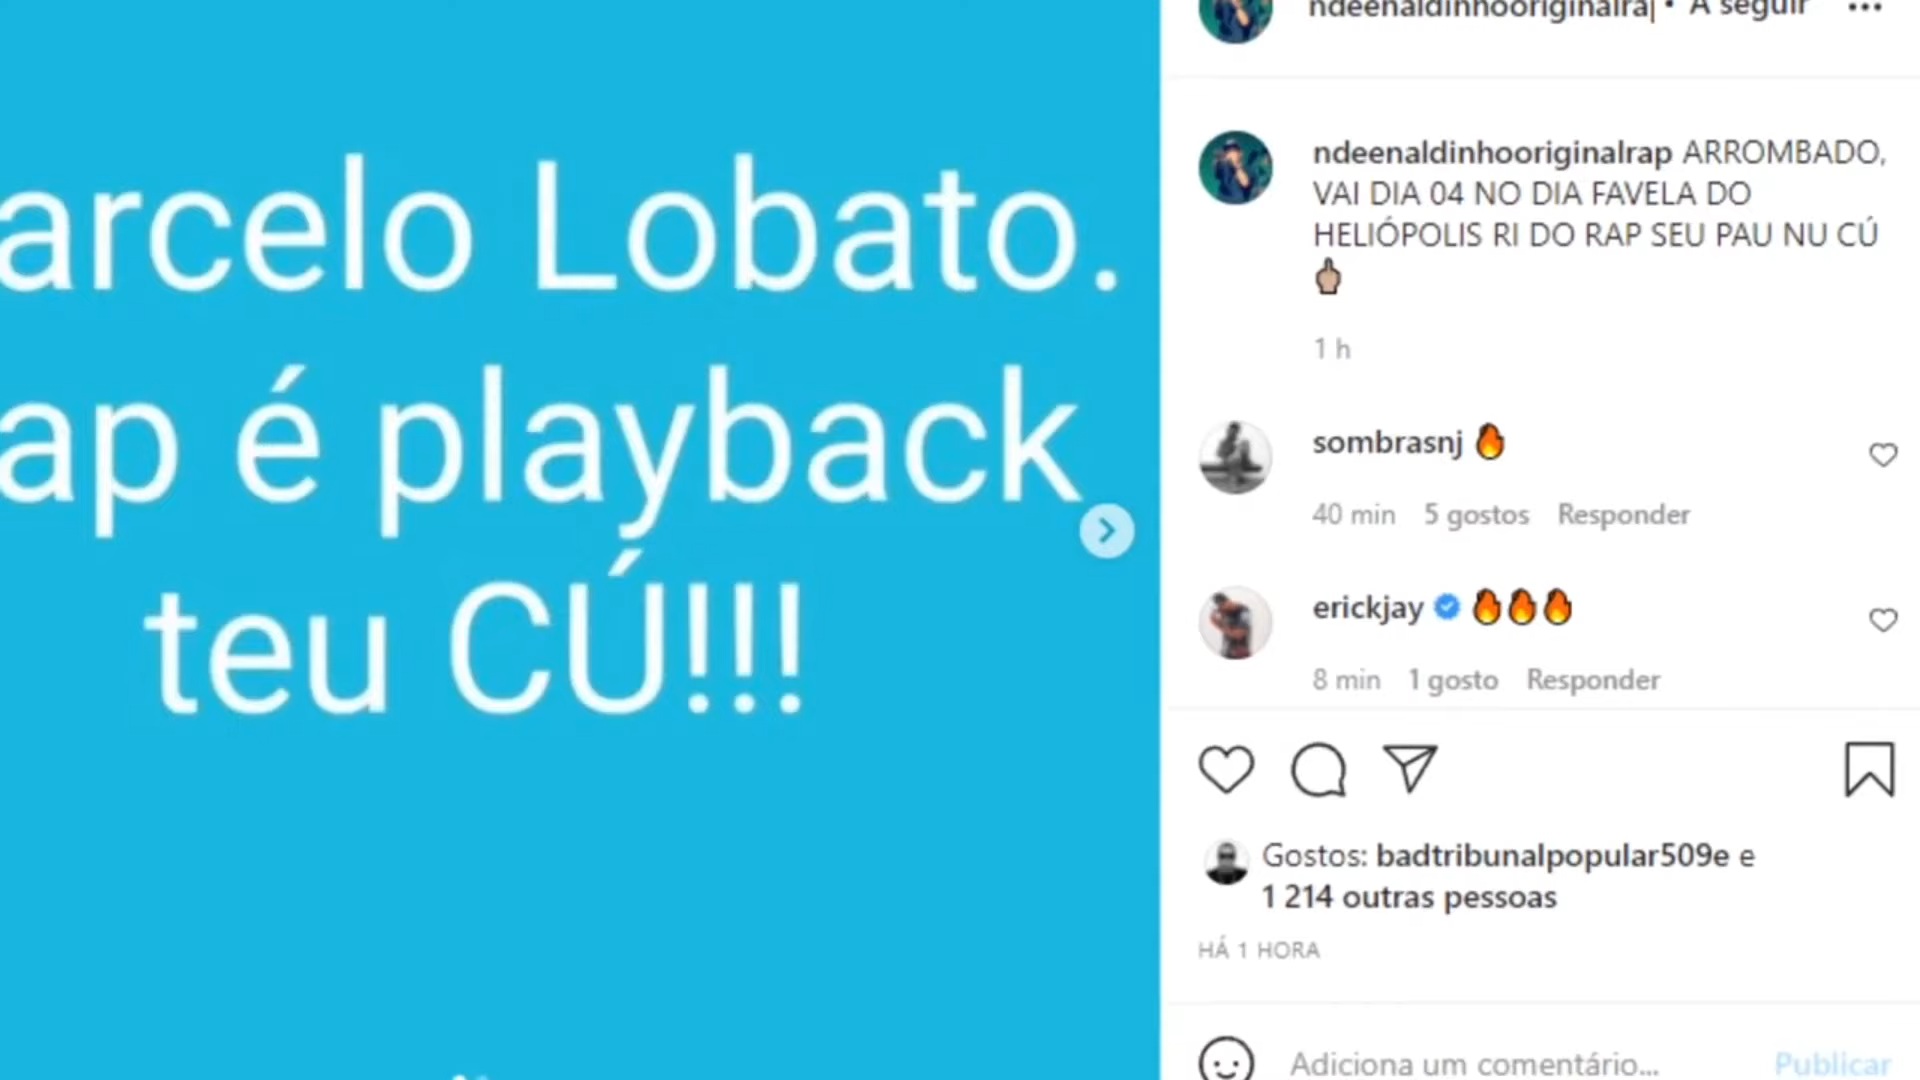 arcelo Lobato.
ap é playback
teu CÚ!!!
ndeenaldinhooriginalra • A seguir
ndeenaldinhooriginalrap ARROMBADO,
VAI DIA 04 NO DIA FAVELA DO
HELIÓPOLIS RI DO RAP SEU PAU NU CÚ
🖕🏼
1 h
sombrasnj 🔥
40 min 5 gostos Responder
erickjay 🔥🔥🔥
8 min 1 gosto Responder
Gostos: badtribunalpopular509e e
1 214 outras pessoas
HÁ 1 HORA
Adiciona um comentário... Publicar